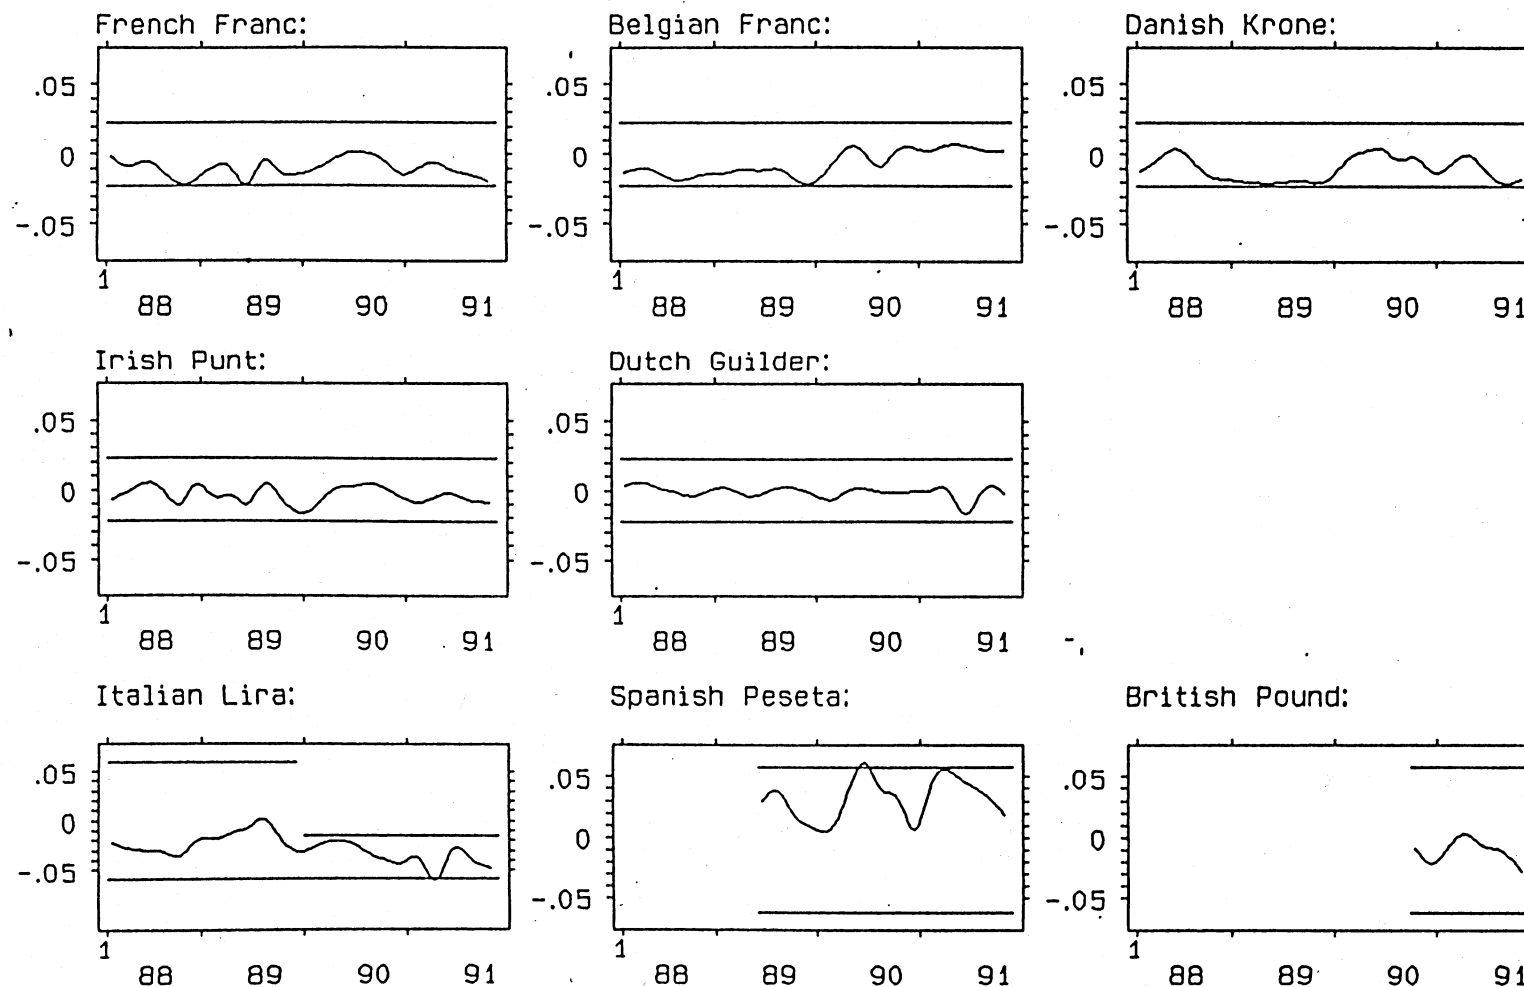 French Franc: Belgian Franc: Danish Krone:
.05 .05 .05
0 0 0
-.05 -.05 -.05
1 1 1
88 89 90 91 88 89 90 91 88 89 90 91
Irish Punt: Dutch Guilder:
.05 .05
0 0
-.05 -.05
1 1
88 89 90 91 88 89 90 91
Italian Lira: Spanish Peseta: British Pound:
.05 .05 .05
0 0 0
-.05 -.05 -.05
1 1 1
88 89 90 91 88 89 90 91 88 89 90 91